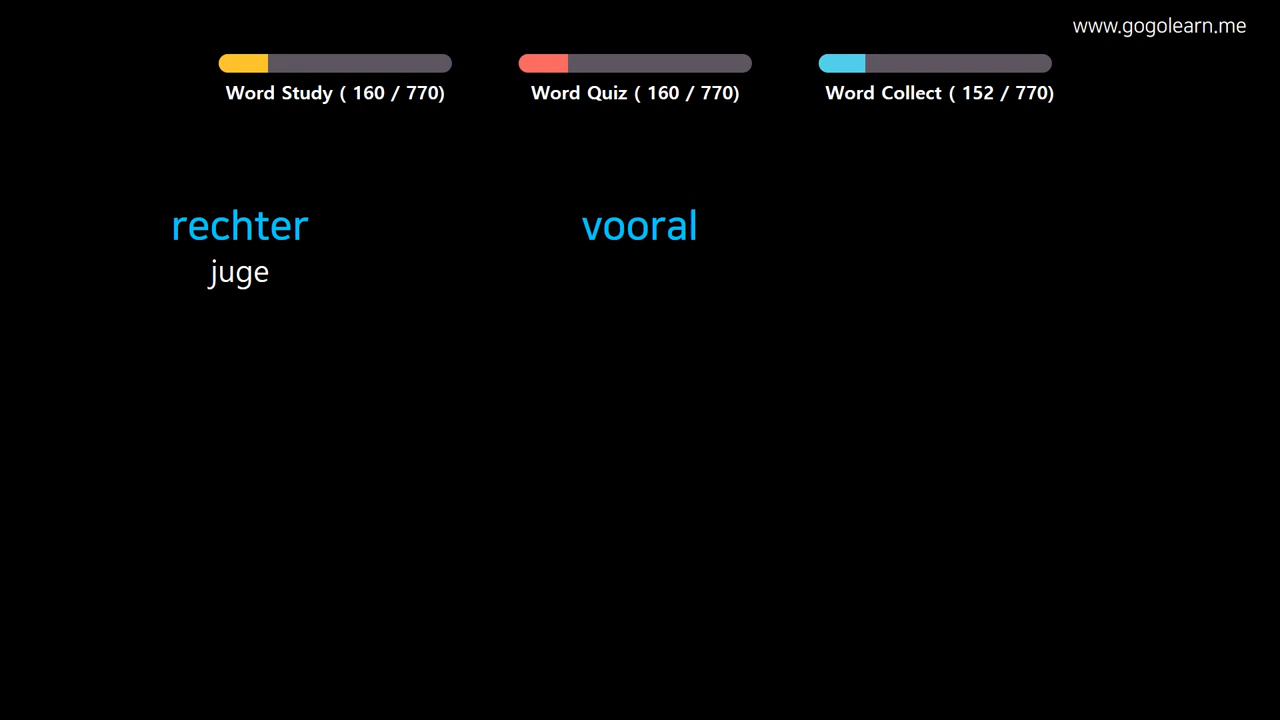 www.gogolearn.me
Word Study ( 160 / 770)
Word Quiz ( 160 / 770)
Word Collect ( 152 / 770)
rechter
juge
vooral